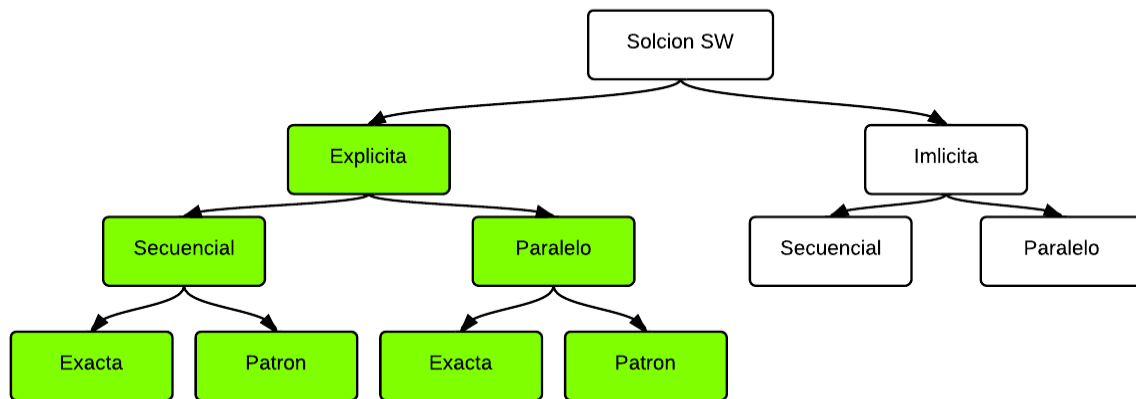 Solcion SW
Explicita
Imlicita
Secuencial
Paralelo
Secuencial
Paralelo
Exacta
Patron
Exacta
Patron